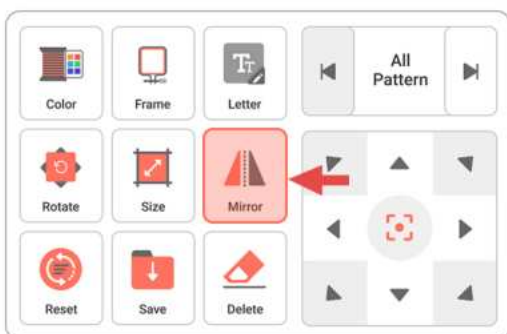 Color
Frame
Letter
All
Pattern
Rotate
Size
Mirror
Reset
Save
Delete